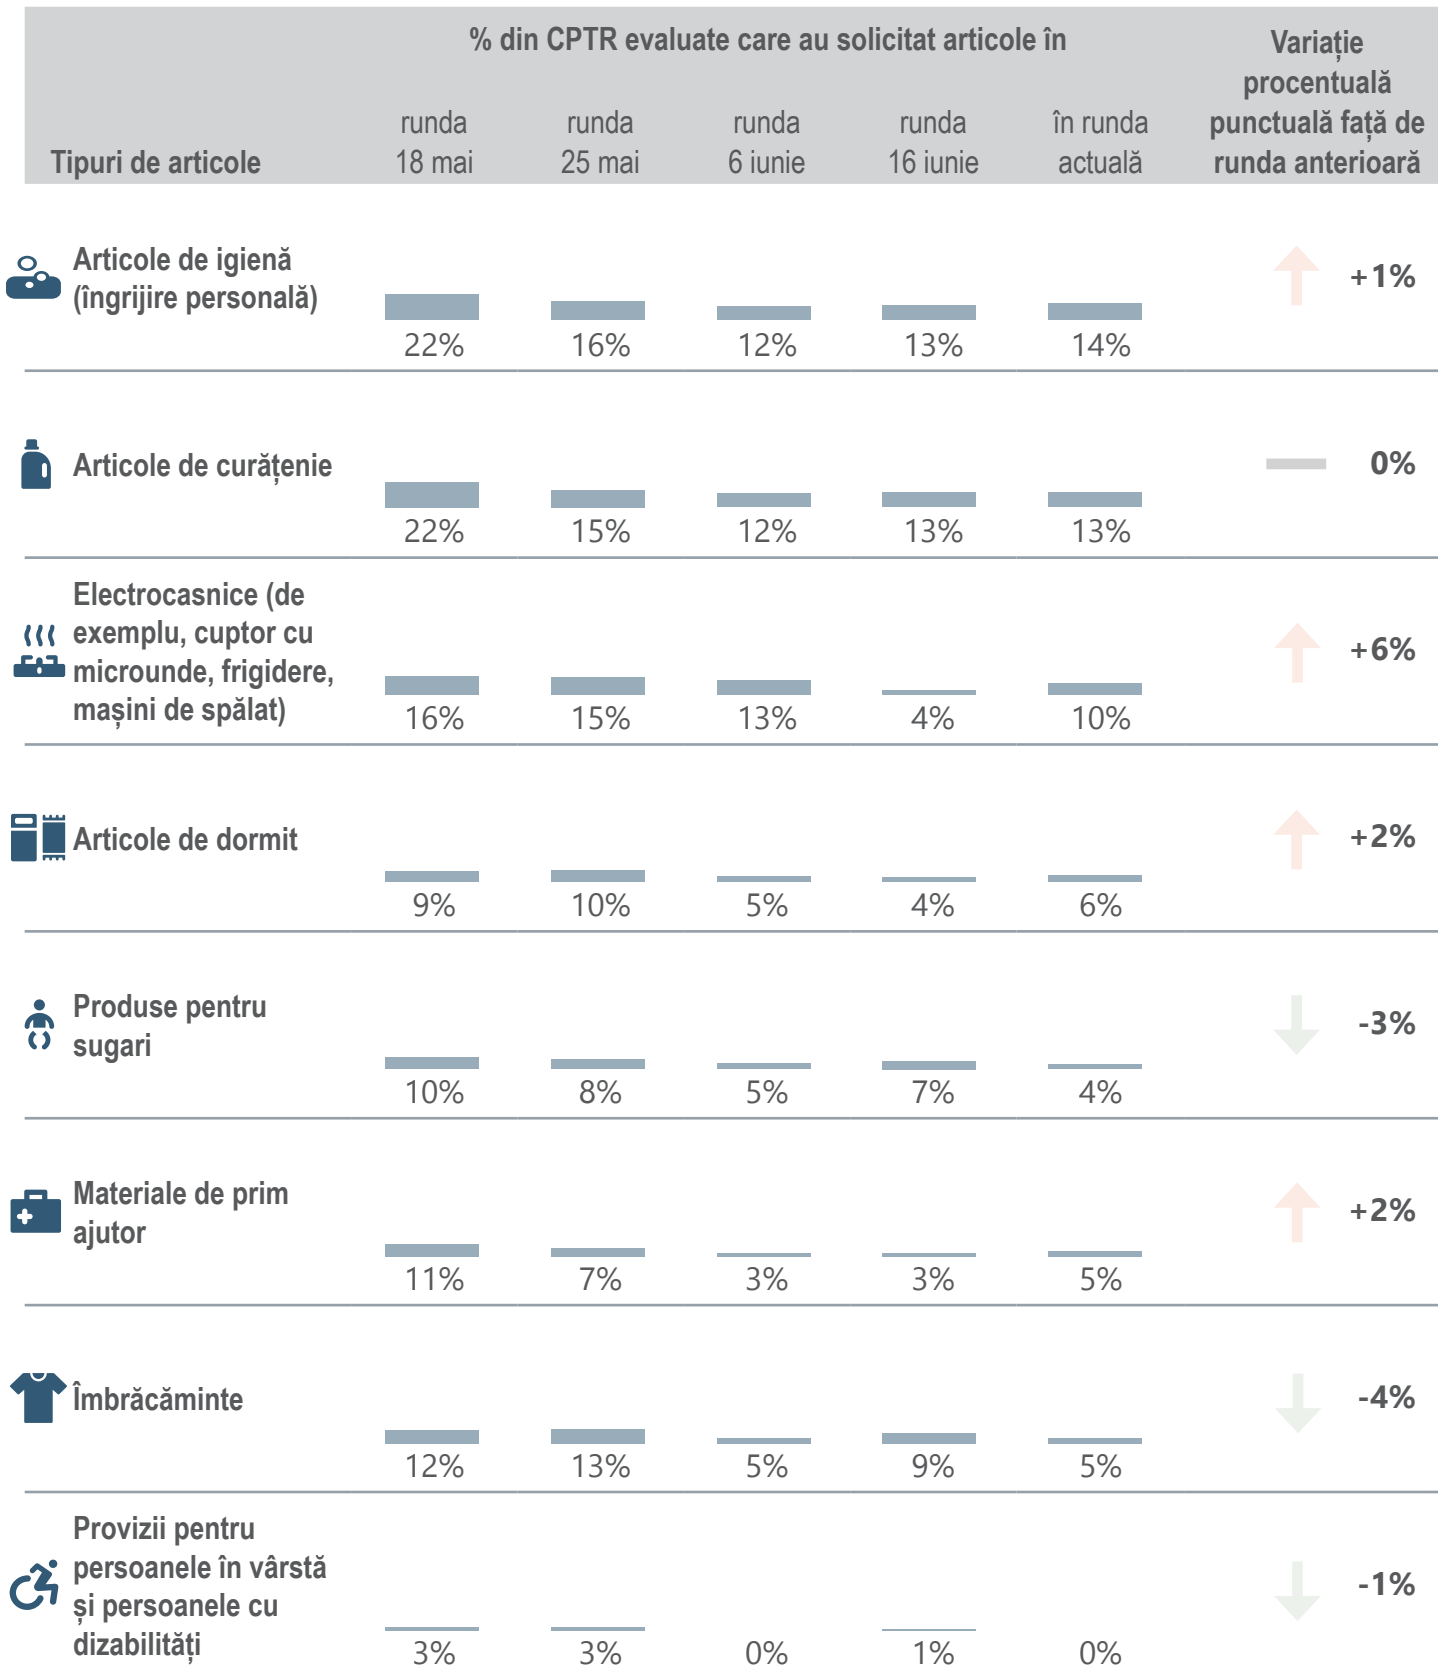 % din CPTR evaluate care au solicitat articole în
Variație
procentuală
punctuală față de
runda anterioară
Tipuri de articole
runda
18 mai
runda
25 mai
runda
6 iunie
runda
16 iunie
în runda
actuală
Articole de igienă
(îngrijire personală)
22% 16% 12% 13% 14%
+1%
Articole de curățenie
22% 15% 12% 13% 13%
0%
Electrocasnice (de
exemplu, cuptor cu
microunde, frigidere,
mașini de spălat)
16% 15% 13% 4% 10%
+6%
Articole de dormit
9% 10% 5% 4% 6%
+2%
Produse pentru
sugari
10% 8% 5% 7% 4%
-3%
Materiale de prim
ajutor
11% 7% 3% 3% 5%
+2%
Îmbrăcăminte
12% 13% 5% 9% 5%
-4%
Provizii pentru
persoanele în vârstă
și persoanele cu
dizabilități
3% 3% 0% 1% 0%
-1%